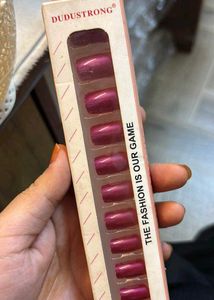 DUDUSTRONG®
THE FASHION IS OUR GAME